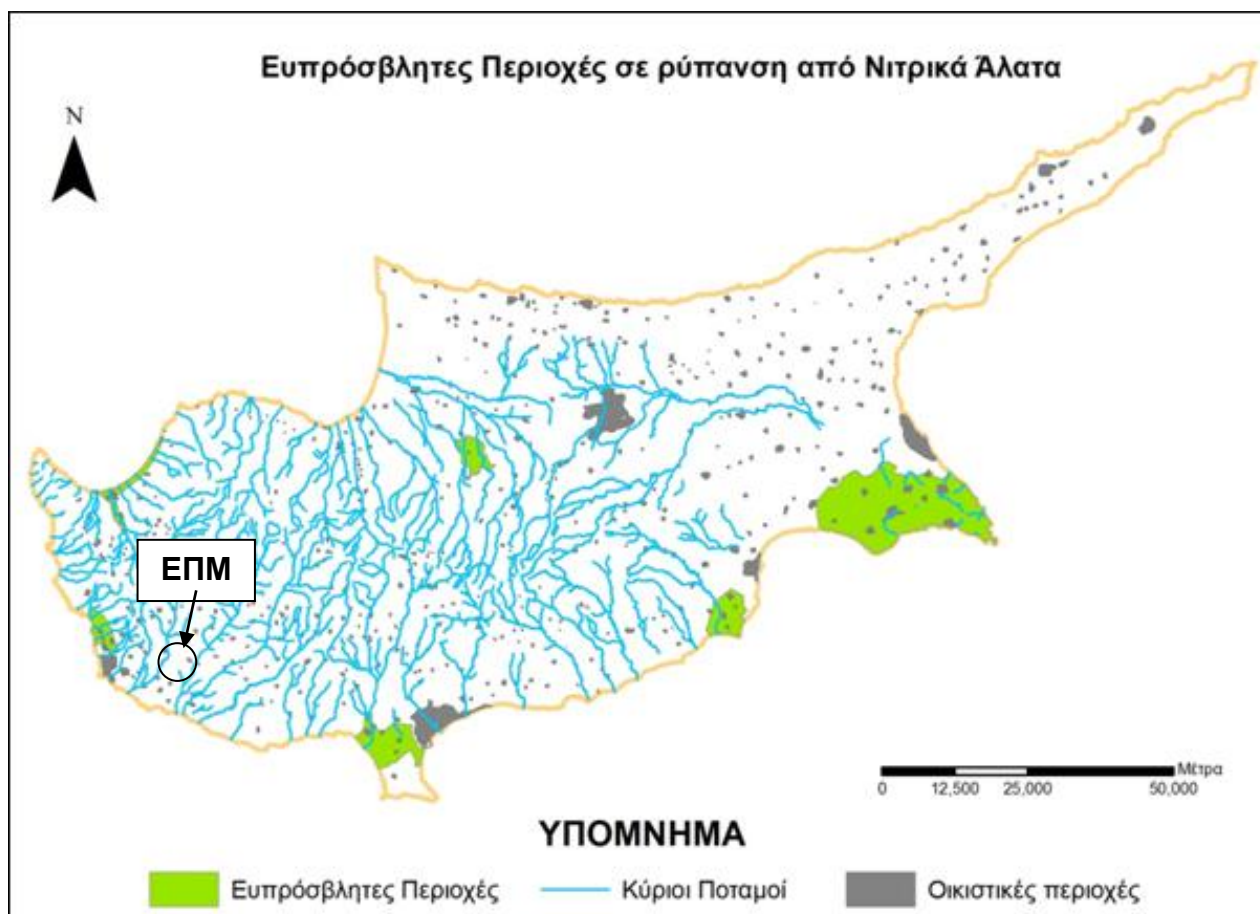 Ευπρόσβλητες Περιοχές σε ρύπανση από Νιτρικά Άλατα
N
ΕΠΜ
Μέτρα
0 12,500 25,000 50,000
ΥΠΟΜΝΗΜΑ
Ευπρόσβλητες Περιοχές Κύριοι Ποταμοί Οικιστικές περιοχές